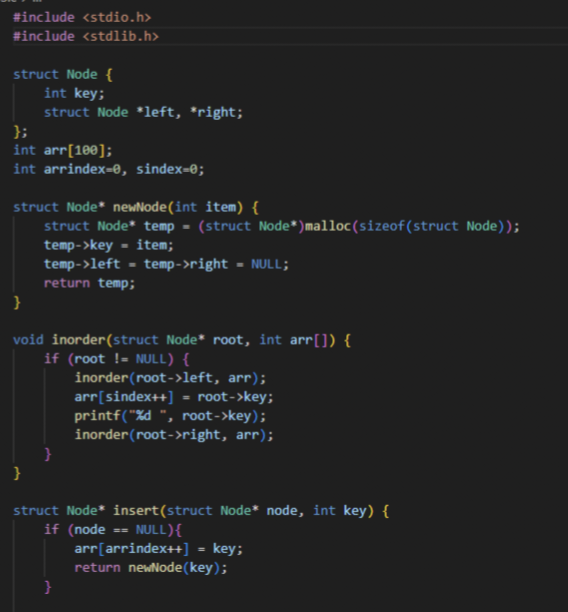 #include <stdio.h>
#include <stdlib.h>
struct Node {
    int key;
    struct Node *left, *right;
};
int arr[100];
int arrindex=0, sindex=0;
struct Node* newNode(int item) {
    struct Node* temp = (struct Node*)malloc(sizeof(struct Node));
    temp->key = item;
    temp->left = temp->right = NULL;
    return temp;
}
void inorder(struct Node* root, int arr[]) {
    if (root != NULL) {
        inorder(root->left, arr);
        arr[sindex++] = root->key;
        printf("%d ", root->key);
        inorder(root->right, arr);
    }
}
struct Node* insert(struct Node* node, int key) {
    if (node == NULL){
        arr[arrindex++] = key;
        return newNode(key);
    }